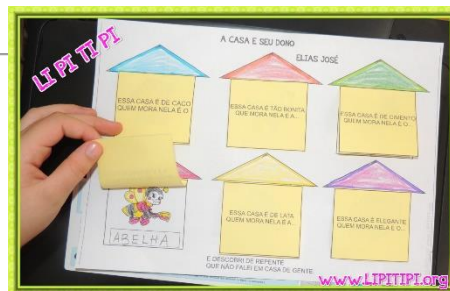 LI PI TI PI
A CASA E SEU DONO
ELIAS JOSÉ
ESSA CASA É DE CACO
QUEM MORA NELA É O
ESSA CASA É TÃO BONITA
QUE MORA NELA É A...
ESSA CASA É DE CIMENTO
QUEM MORA NELA É O...
ABELHA
ESSA CASA É DE LATA
QUEM MORA NELA É A...
ESSA CASA É ELEGANTE
QUEM MORA NELA É O...
E DESCOBRI DE REPENTE
QUE NÃO FALEI EM CASA DE GENTE.
www.LIPITIPI.org